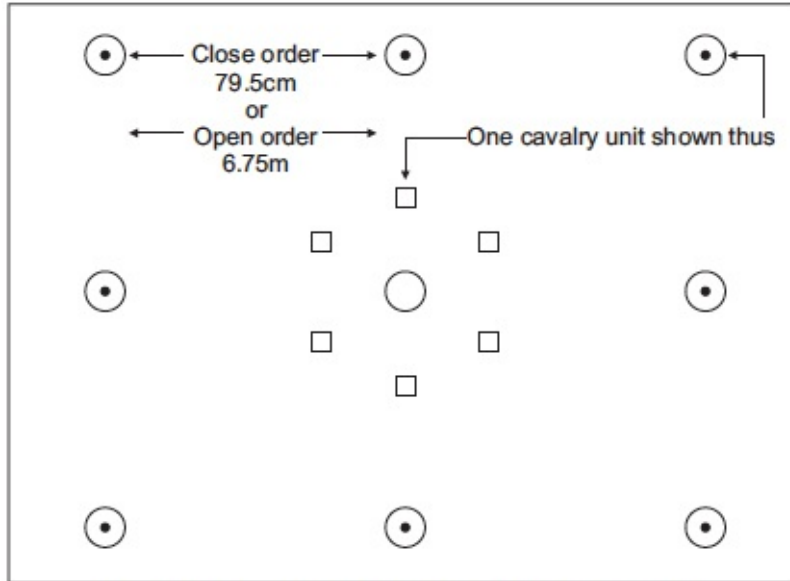 Close order
79.5cm
or
Open order
6.75m
One cavalry unit shown thus